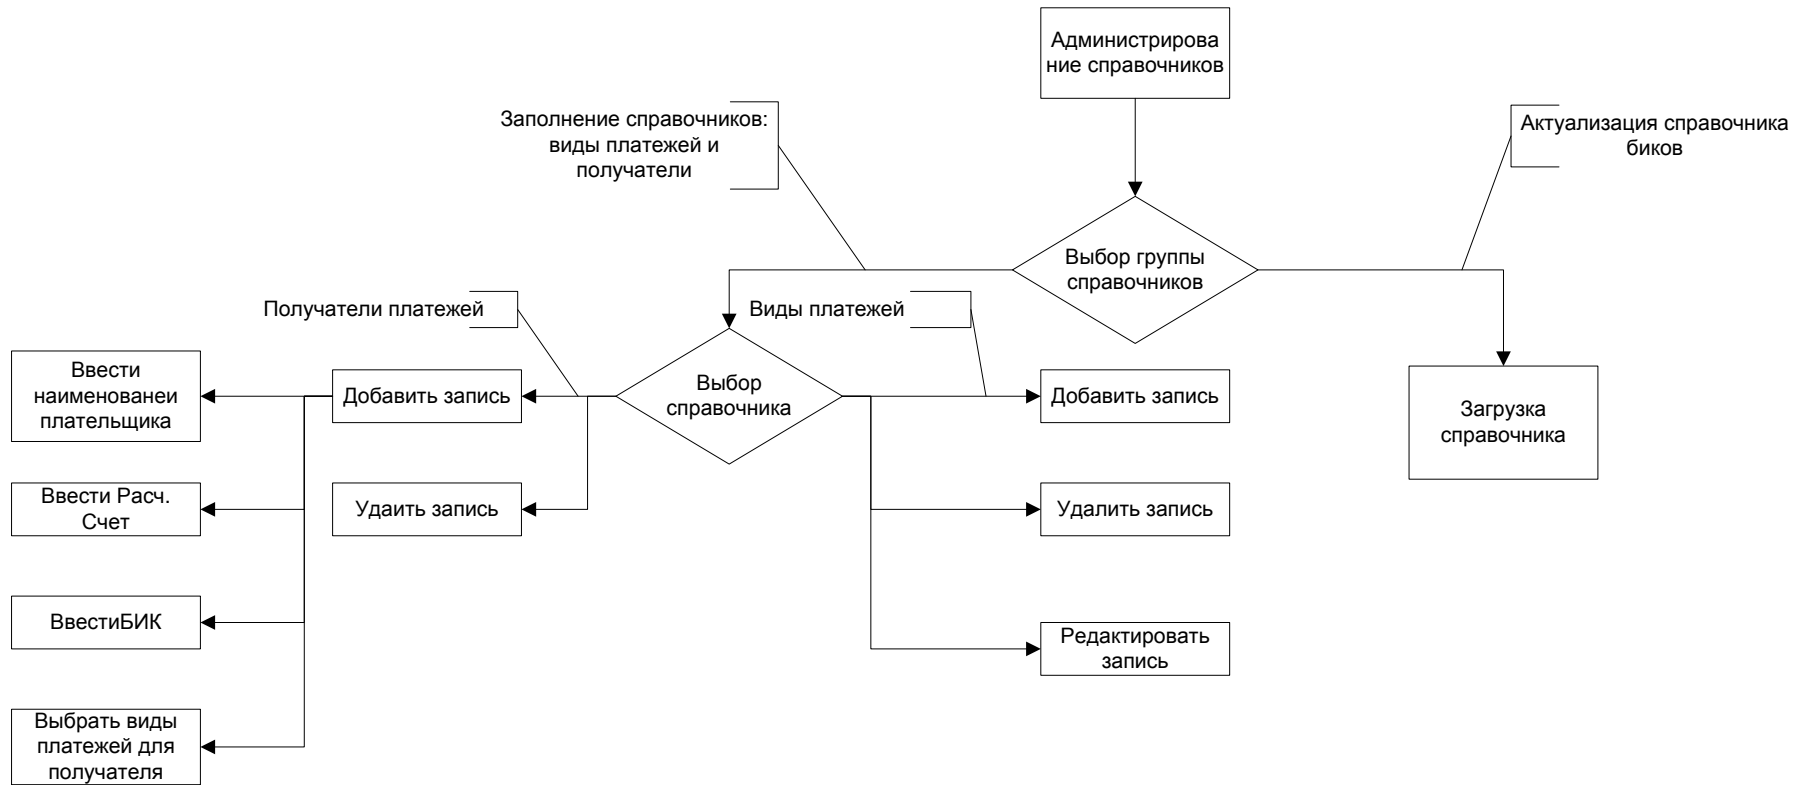 Администрирова
ние справочников
Заполнение справочников:
виды платежей и
получатели
Актуализация справочника
биков
Выбор группы
справочников
Получатели платежей
Виды платежей
Ввести
наименованеи
плательщика
Добавить запись
Выбор
справочника
Добавить запись
Загрузка
справочника
Ввести Расч.
Счет
Удаить запись
Удалить запись
ВвестиБИК
Редактировать
запись
Выбрать виды
платежей для
получателя